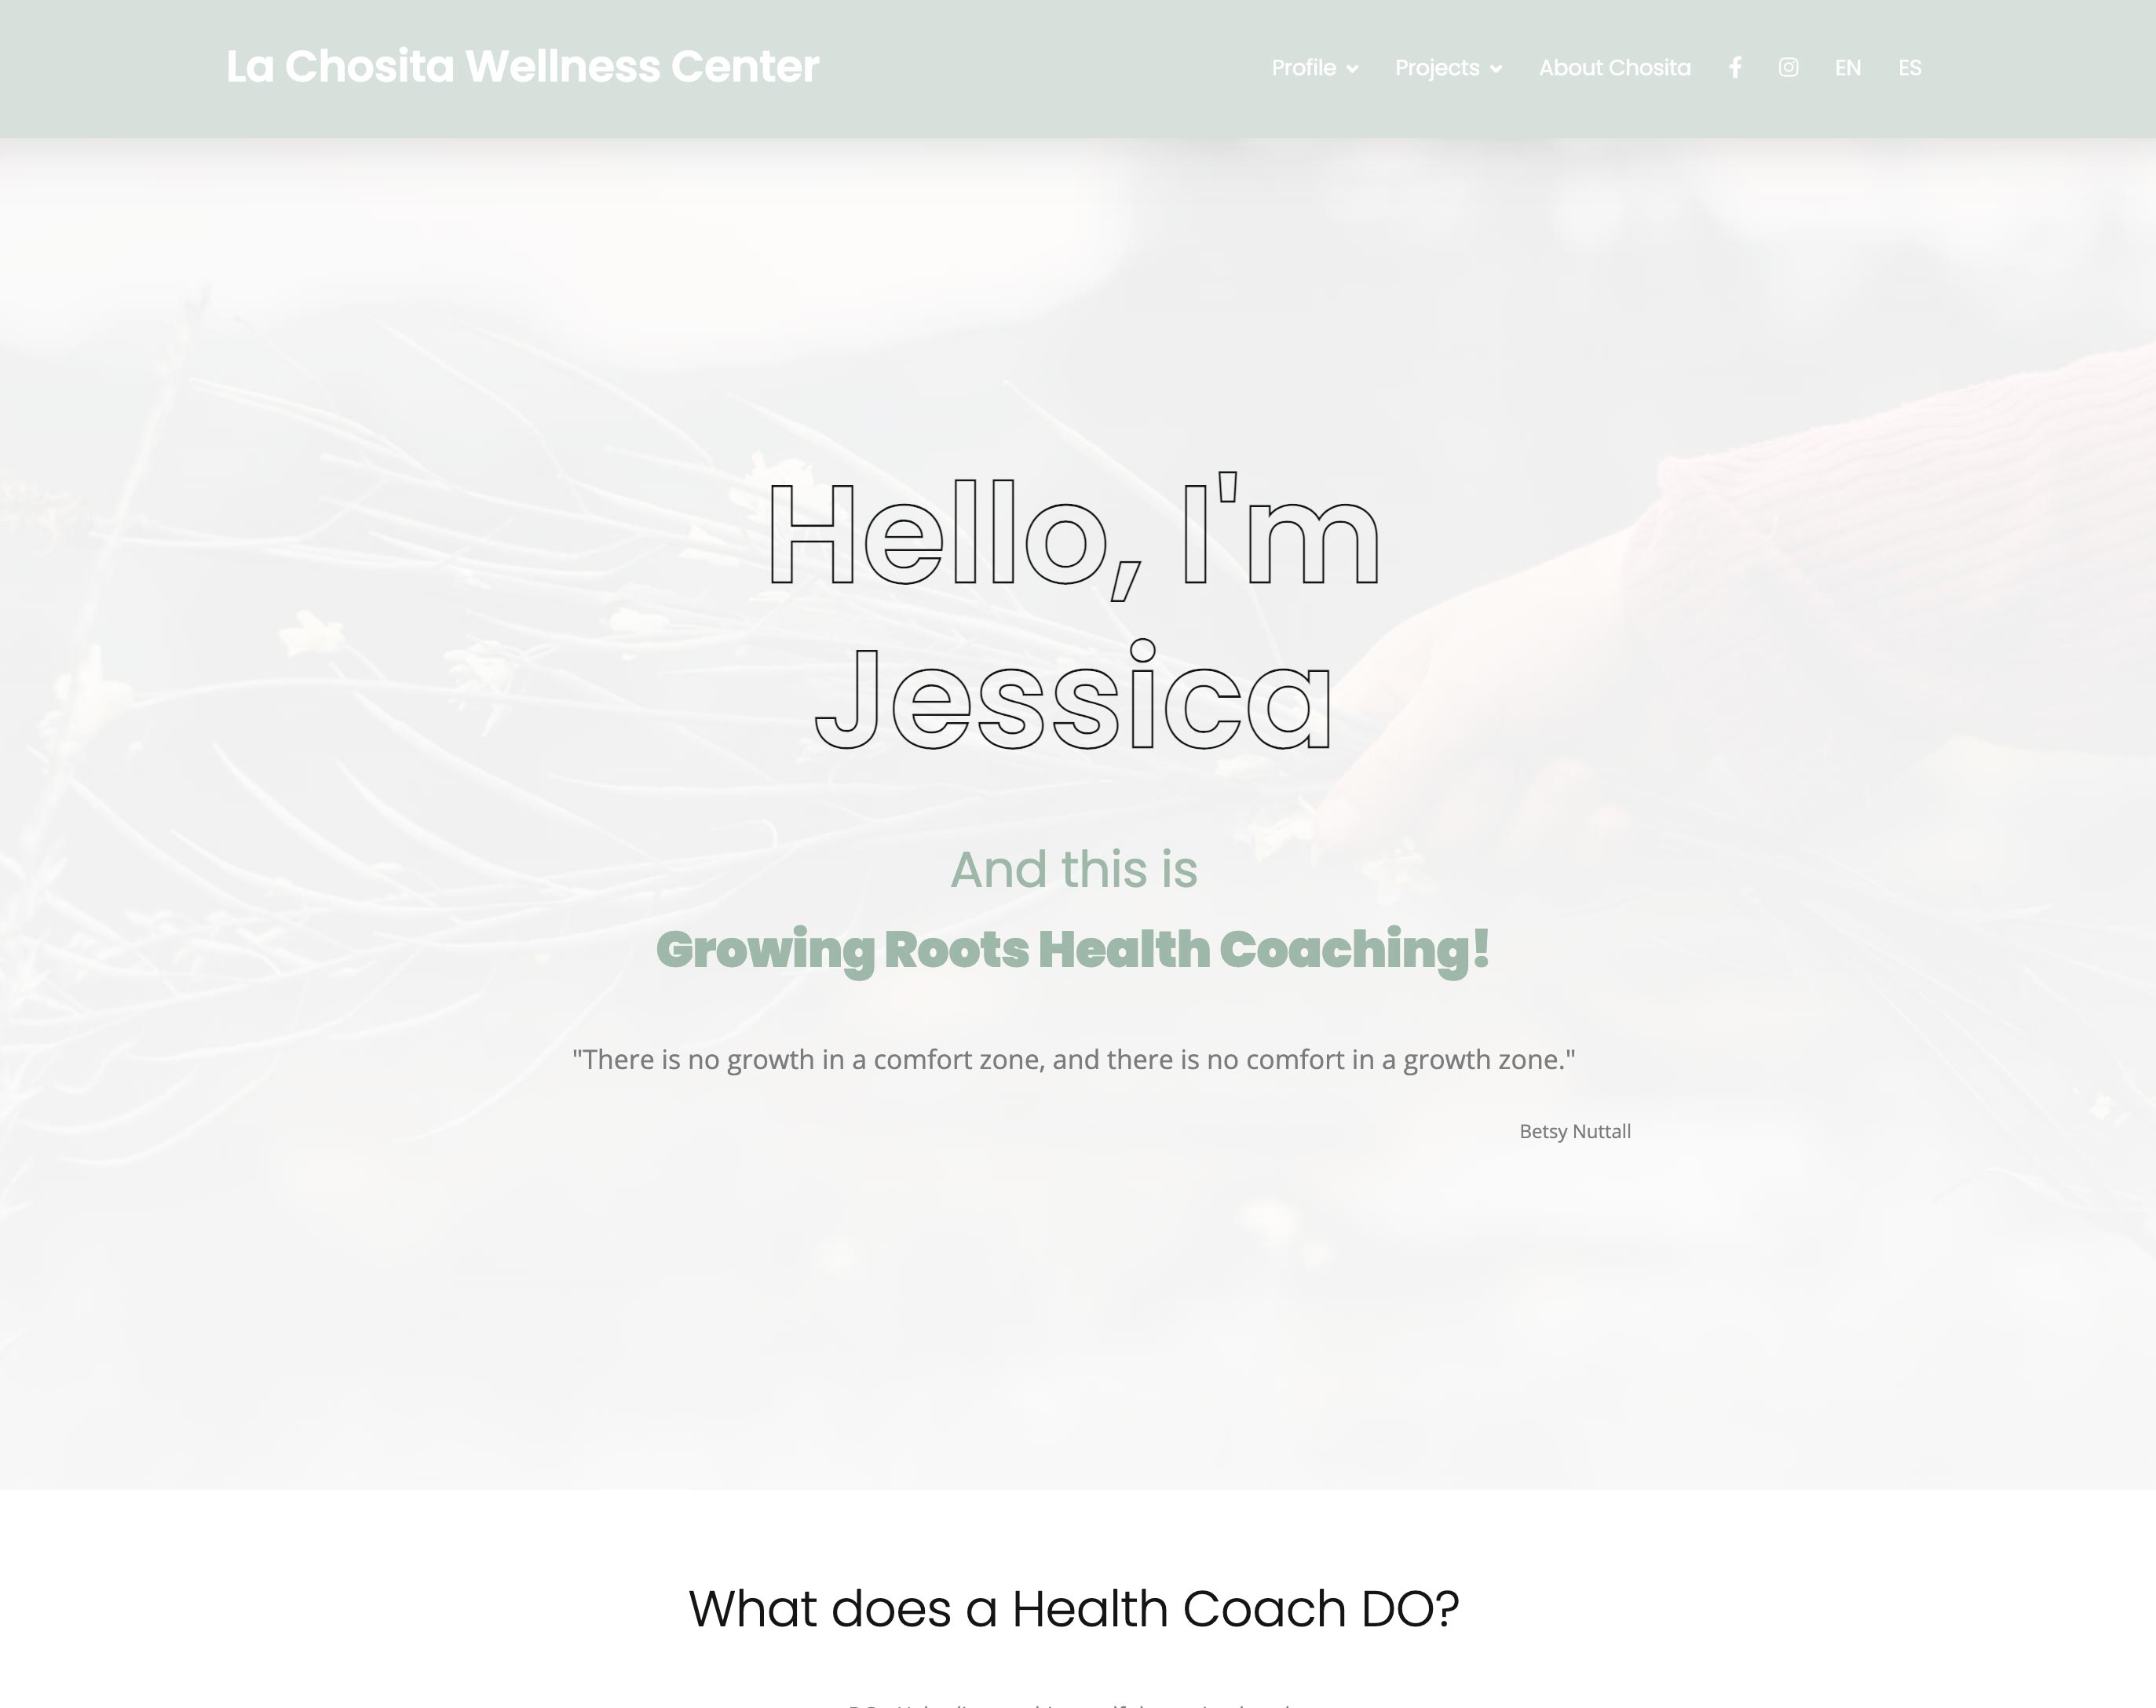 La Chosita Wellness Center
Profile Projects About Chosita EN ES
Hello, I'm
Jessica
And this is
Growing Roots Health Coaching!
"There is no growth in a comfort zone, and there is no comfort in a growth zone."
Betsy Nuttall
What does a Health Coach DO?